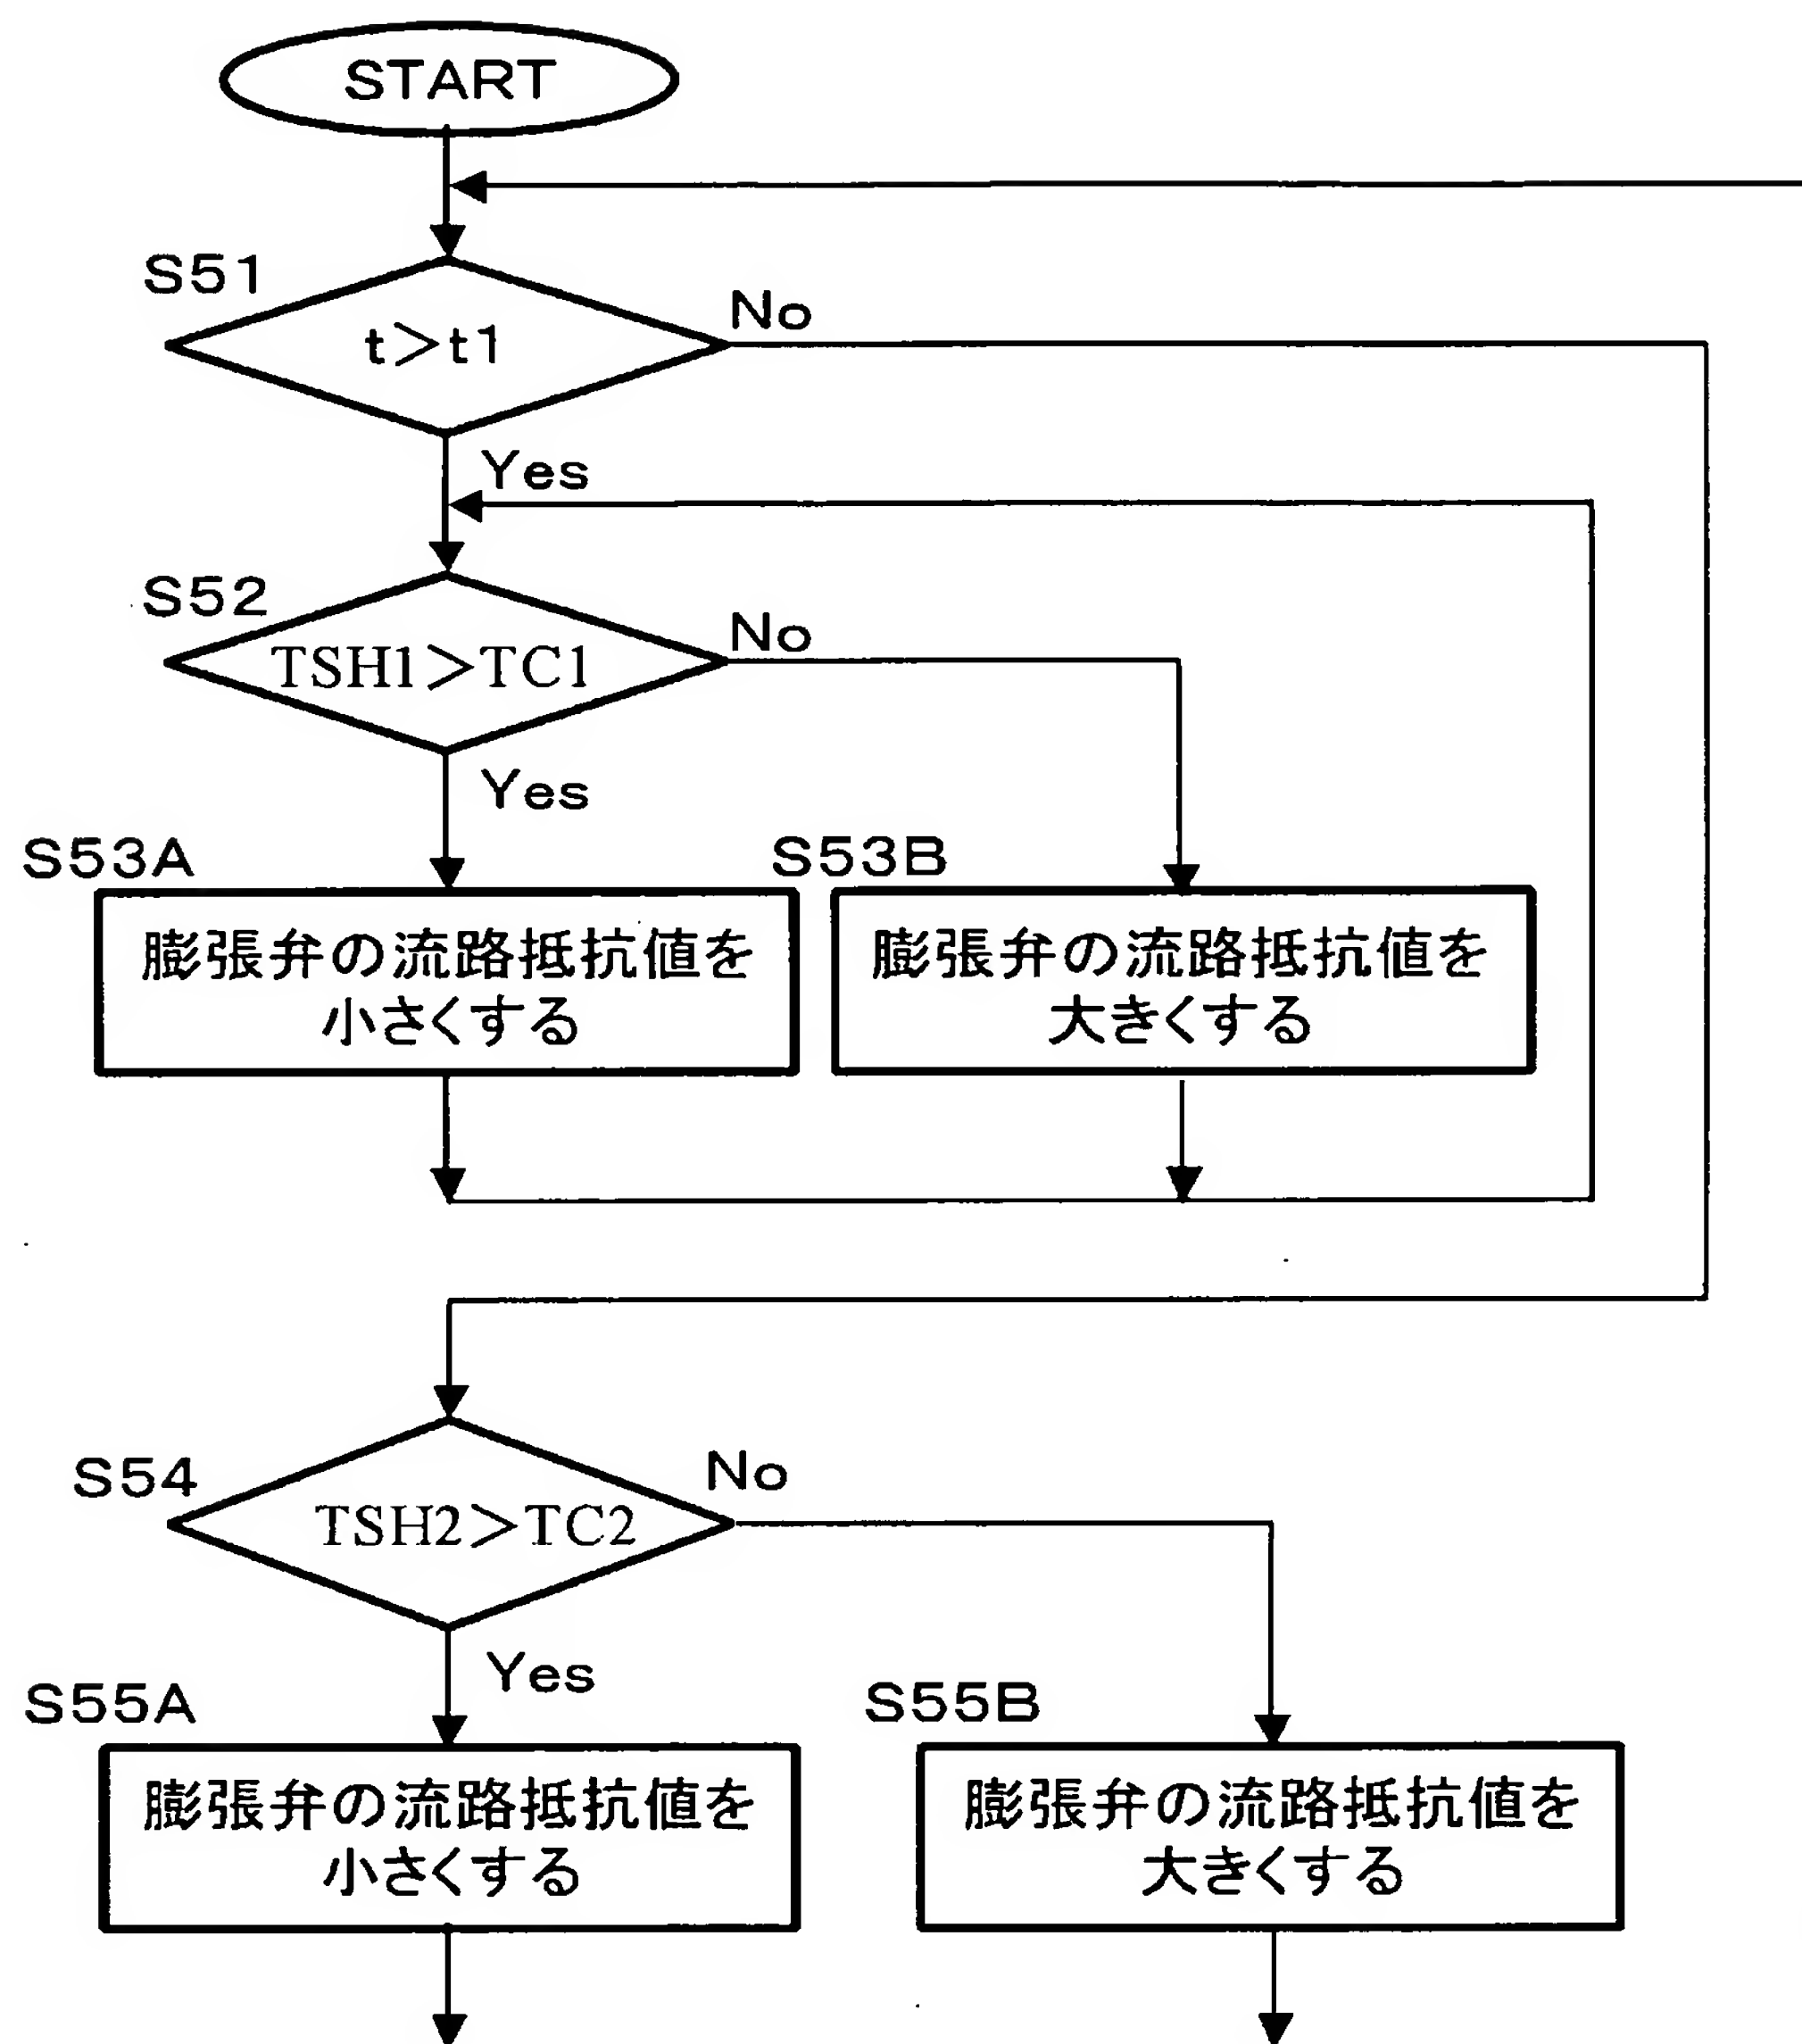 START
S51
t>t1
No
Yes
S52
TSH1>TC1
No
Yes
S53A
S53B
膨張弁の流路抵抗値を
小さくする
膨張弁の流路抵抗値を
大きくする
S54
TSH2>TC2
No
Yes
S55A
S55B
膨張弁の流路抵抗値を
小さくする
膨張弁の流路抵抗値を
大きくする